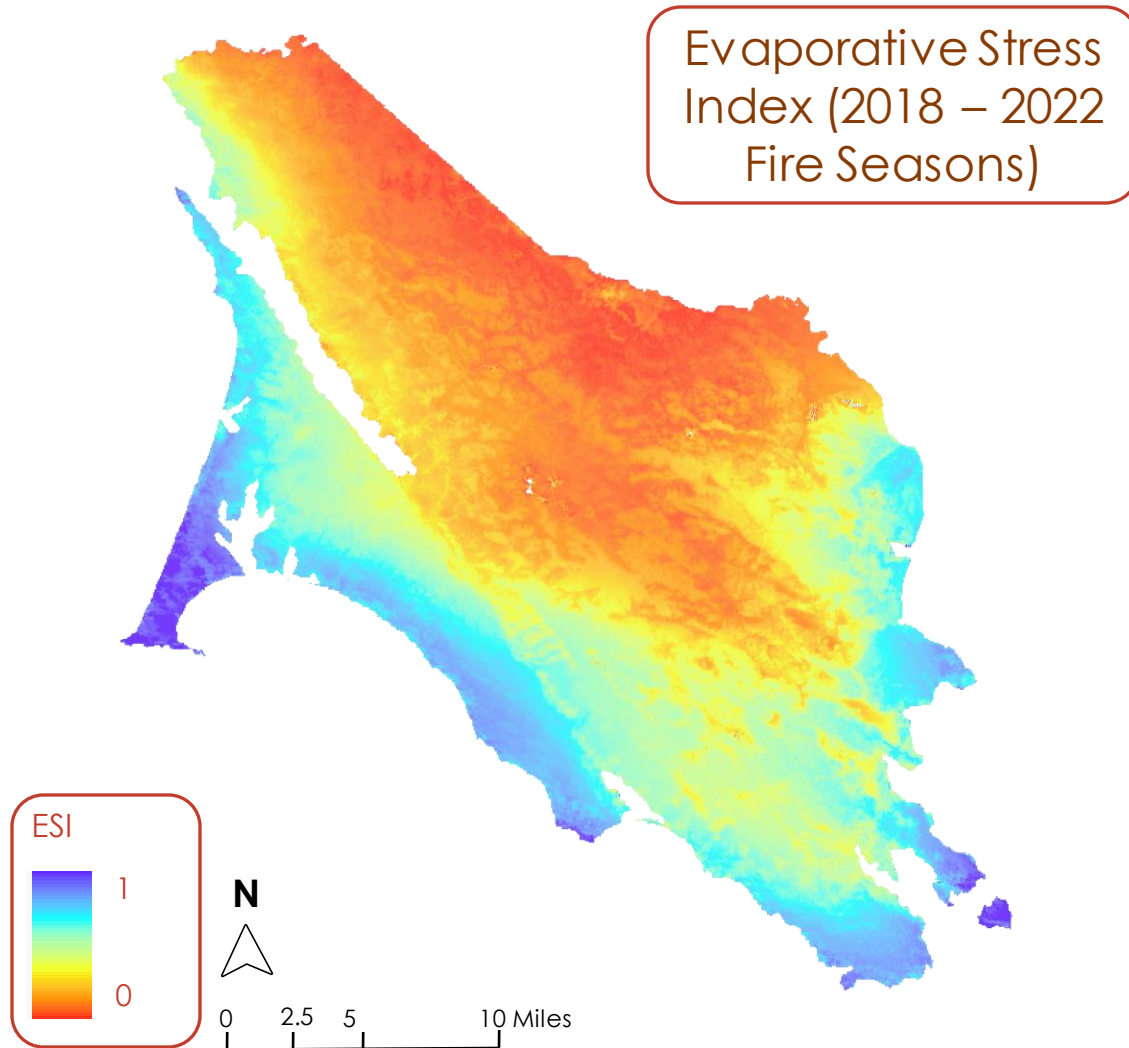 Evaporative Stress
Index (2018 – 2022
Fire Seasons)
ESI
1
0
N
0 2.5 5 10 Miles